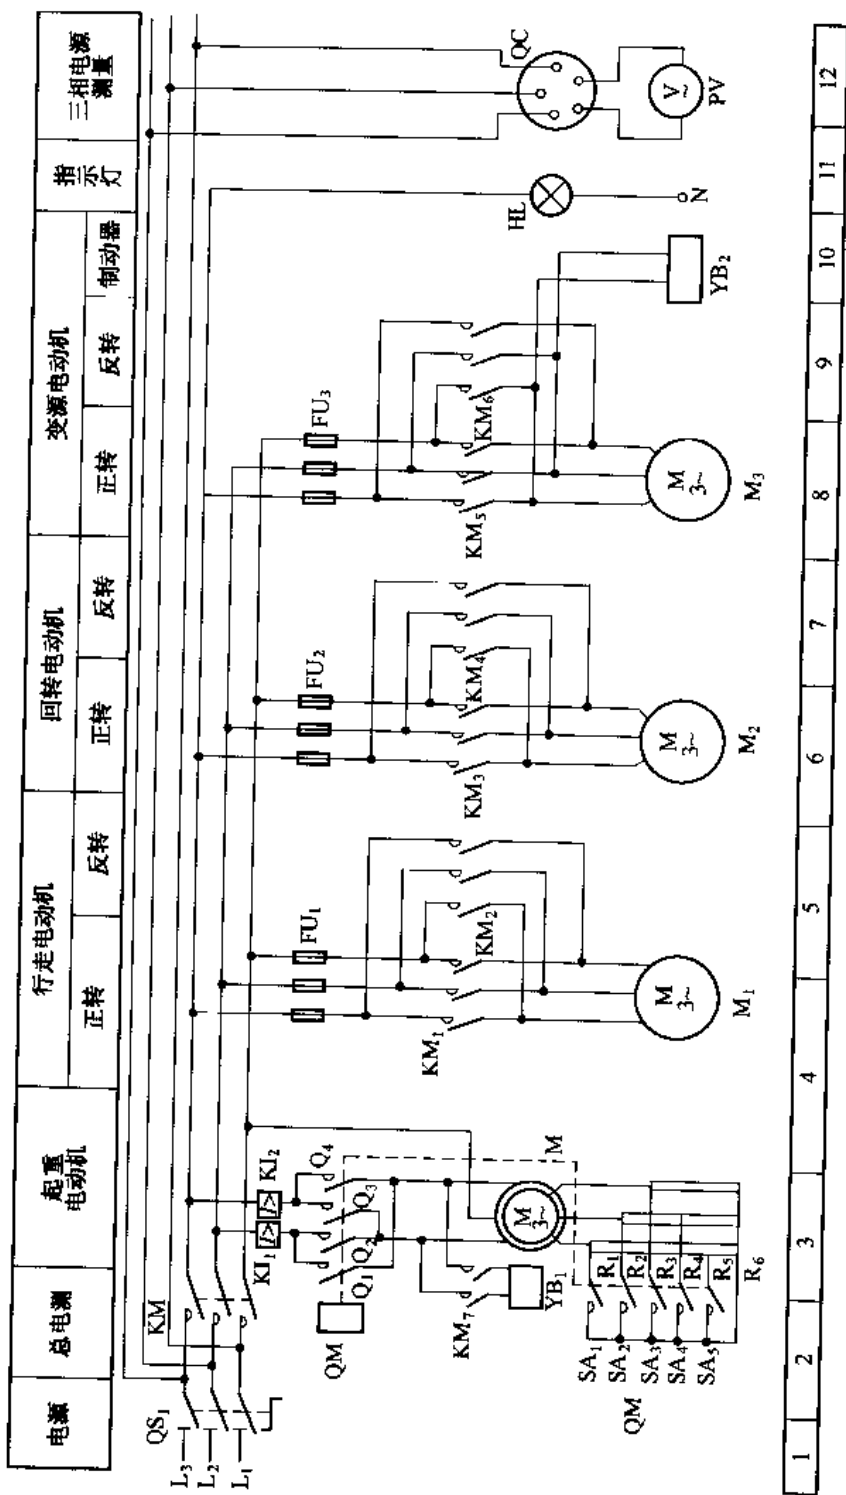 电源
总电测
起重
电动机
行走电动机
正转
反转
回转电动机
正转
反转
变源电动机
正转
反转
制动器
指示
灯
三相电源
测量
L₃
L₂
L₁
QS₁
KM
KI₁
KI₂
QM
Q₁
Q₂
Q₃
Q₄
KM₇
YB₁
M
3~
M
QM
SA₁
SA₂
SA₃
SA₄
SA₅
R₁
R₂
R₃
R₄
R₅
R₆
FU₁
KM₁
KM₂
M
3~
M₁
FU₂
KM₃
KM₄
M
3~
M₂
FU₃
KM₅
KM₆
M
3~
M₃
YB₂
HL
N
QC
V
~
PV
1
2
3
4
5
6
7
8
9
10
11
12